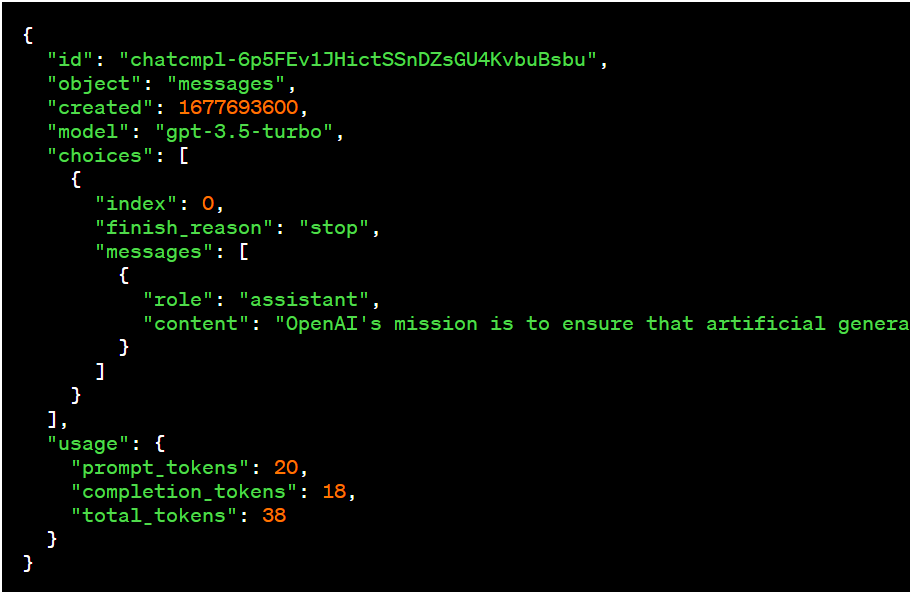 {
  "id": "chatcmpl-6p5FEv1JHictSSnDZsGU4KvbuBsbu",
  "object": "messages",
  "created": 1677693600,
  "model": "gpt-3.5-turbo",
  "choices": [
    {
      "index": 0,
      "finish_reason": "stop",
      "messages": [
        {
          "role": "assistant",
          "content": "OpenAI's mission is to ensure that artificial genera
        }
      ]
    }
  ],
  "usage": {
    "prompt_tokens": 20,
    "completion_tokens": 18,
    "total_tokens": 38
  }
}